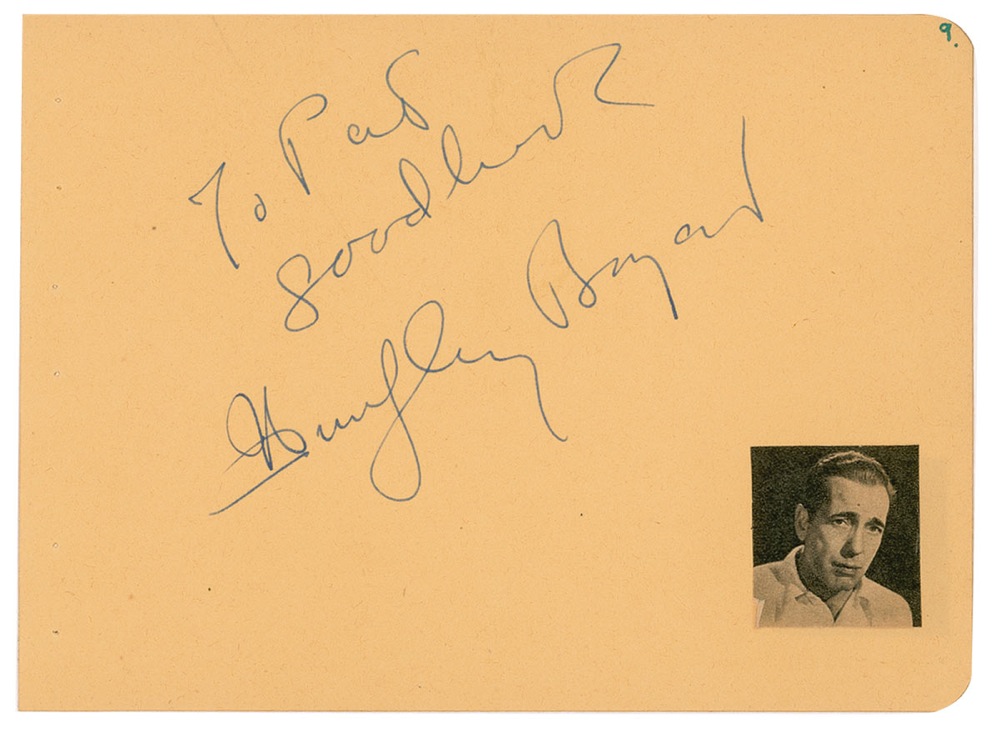 9.
To Pat
Good luck
Humphrey Bogart